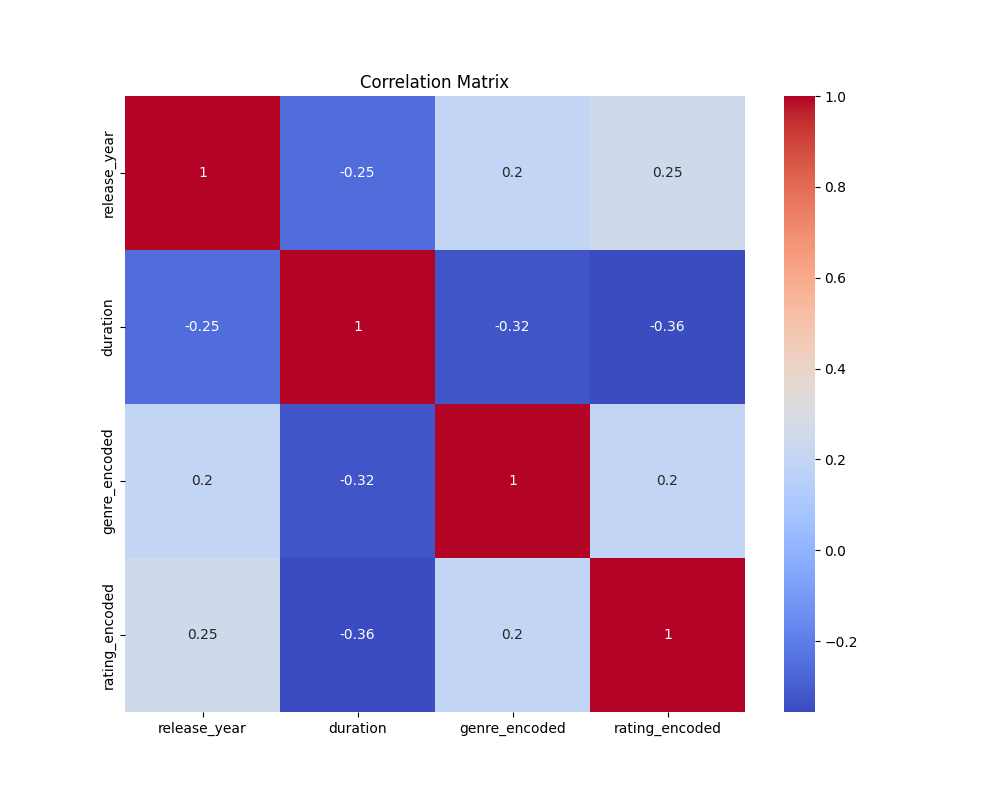 Correlation Matrix
release_year
1
-0.25
0.2
0.25
duration
-0.25
1
-0.32
-0.36
genre_encoded
0.2
-0.32
1
0.2
rating_encoded
0.25
-0.36
0.2
1
release_year
duration
genre_encoded
rating_encoded
1.0
0.8
0.6
0.4
0.2
0.0
−0.2